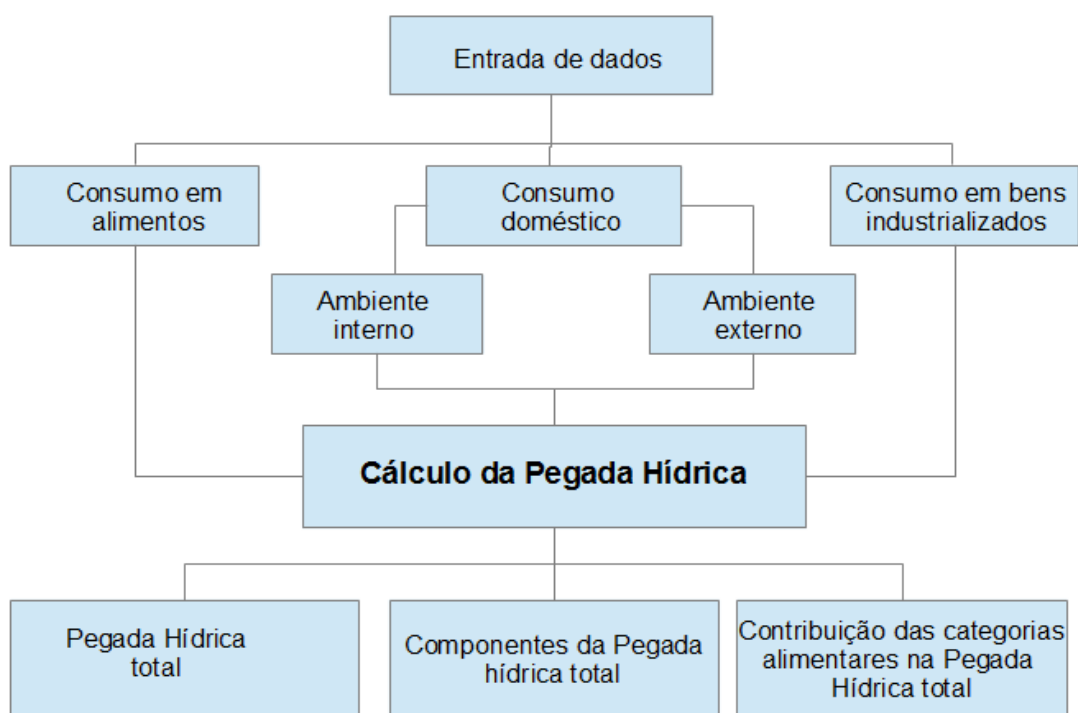 Entrada de dados
Consumo em
alimentos
Consumo
doméstico
Consumo em bens
industrializados
Ambiente
interno
Ambiente
externo
Cálculo da Pegada Hídrica
Pegada Hídrica
total
Componentes da Pegada
hídrica total
Contribuição das categorias
alimentares na Pegada
Hídrica total